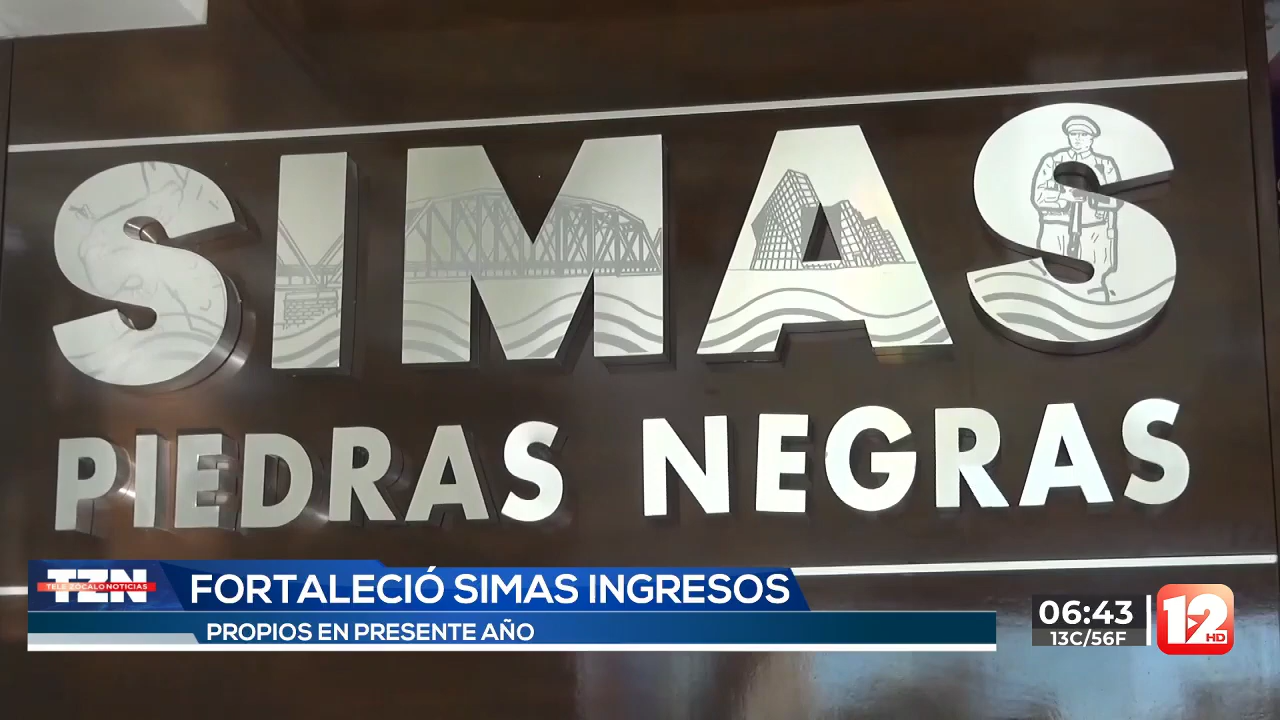 SIMAS
PIEDRAS NEGRAS
TZN
TELE ZOCALO NOTICIAS
FORTALECIÓ SIMAS INGRESOS
PROPIOS EN PRESENTE AÑO
06:43
13C/56F
12
HD